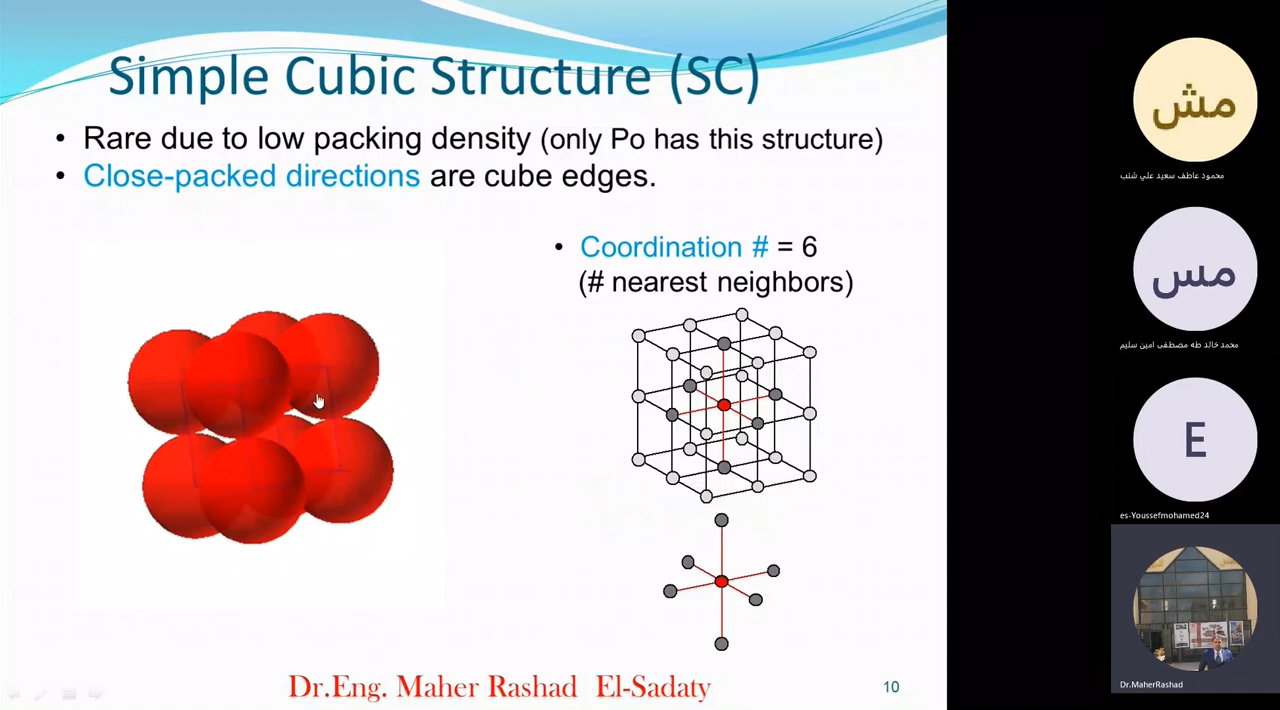 Simple Cubic Structure (SC)
• Rare due to low packing density (only Po has this structure)
• Close-packed directions are cube edges.
• Coordination # = 6
(# nearest neighbors)
Dr.Eng. Maher Rashad El-Sadaty
10
مش
محمود عاطف سعيد علي شنب
مس
محمد خالد طه مصطفى امين سليم
E
es-Youssefmohamed24
Dr.MaherRashad